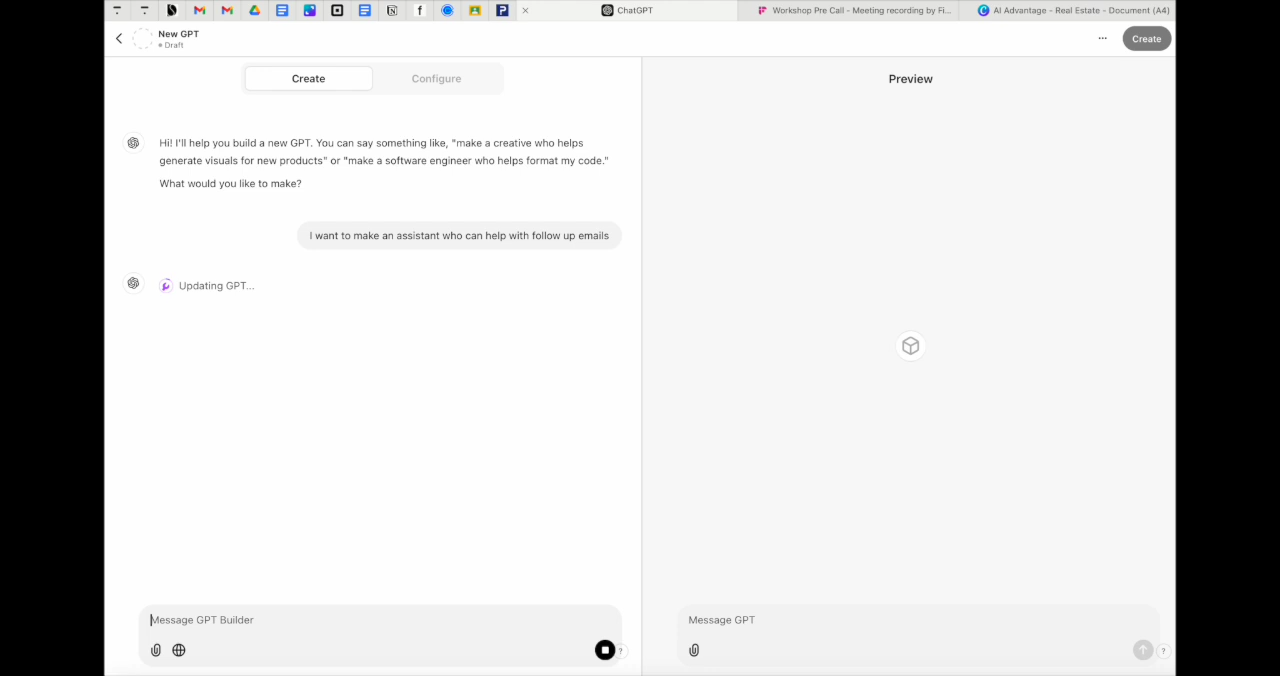 ChatGPT
Workshop Pre Call - Meeting recording by Fi...
AI Advantage - Real Estate - Document (A4)
New GPT
Draft
Create
Create
Configure
Preview
Hi! I'll help you build a new GPT. You can say something like, "make a creative who helps
generate visuals for new products" or "make a software engineer who helps format my code."
What would you like to make?
I want to make an assistant who can help with follow up emails
Updating GPT...
Message GPT Builder
?
Message GPT
?